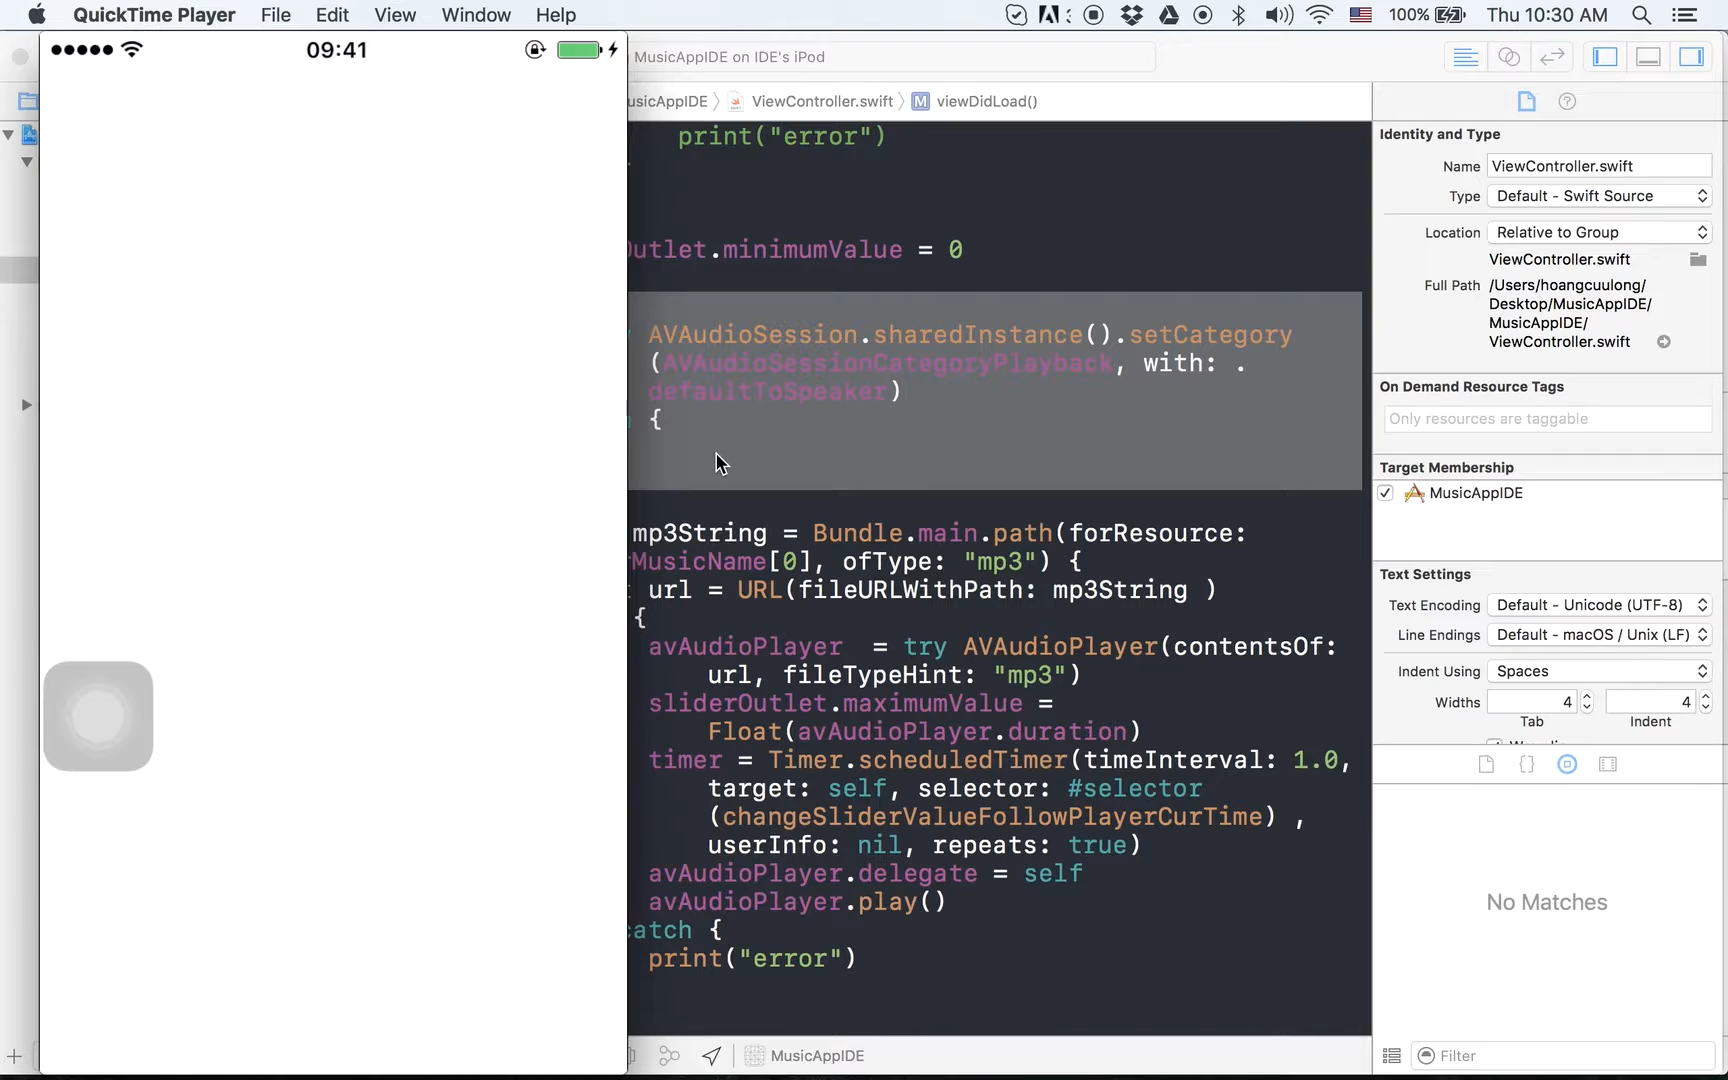 QuickTime Player File Edit View Window Help 100% Thu 10:30 AM
09:41
MusicAppIDE on IDE's iPod
usicAppIDE ViewController.swift M viewDidLoad()
print("error")
Outlet.minimumValue = 0
AVAudioSession.sharedInstance().setCategory
(AVAudioSessionCategoryPlayback, with: .
defaultToSpeaker)
{
mp3String = Bundle.main.path(forResource:
MusicName[0], ofType: "mp3") {
url = URL(fileURLWithPath: mp3String )
{
avAudioPlayer = try AVAudioPlayer(contentsOf:
url, fileTypeHint: "mp3")
sliderOutlet.maximumValue =
Float(avAudioPlayer.duration)
timer = Timer.scheduledTimer(timeInterval: 1.0,
target: self, selector: #selector
(changeSliderValueFollowPlayerCurTime) ,
userInfo: nil, repeats: true)
avAudioPlayer.delegate = self
avAudioPlayer.play()
catch {
print("error")
MusicAppIDE
Identity and Type
Name ViewController.swift
Type Default - Swift Source
Location Relative to Group
ViewController.swift
Full Path /Users/hoangcuulong/
Desktop/MusicAppIDE/
MusicAppIDE/
ViewController.swift
On Demand Resource Tags
Only resources are taggable
Target Membership
MusicAppIDE
Text Settings
Text Encoding Default - Unicode (UTF-8)
Line Endings Default - macOS / Unix (LF)
Indent Using Spaces
Widths 4 4
Tab Indent
No Matches
Filter